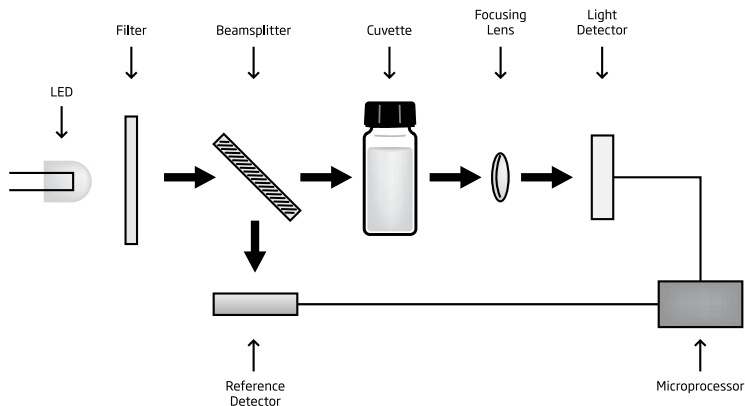 LED
Filter
Beamsplitter
Cuvette
Focusing
Lens
Light
Detector
Reference
Detector
Microprocessor